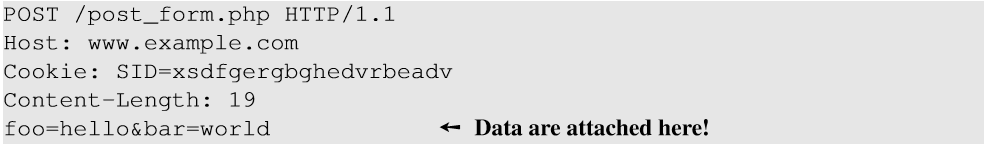 POST /post_form.php HTTP/1.1
Host: www.example.com
Cookie: SID=xsdfgergbghedvrbeadv
Content-Length: 19
foo=hello&bar=world ← Data are attached here!